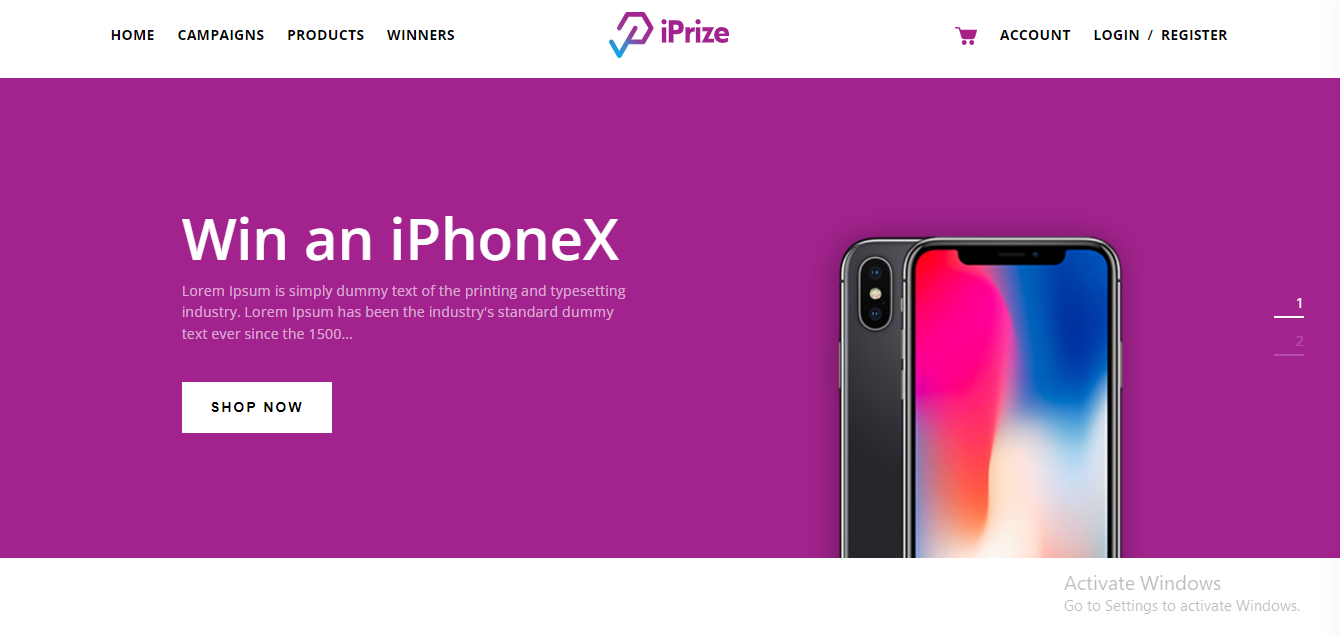 HOME CAMPAIGNS PRODUCTS WINNERS iPrize ACCOUNT LOGIN / REGISTER
Win an iPhoneX
Lorem Ipsum is simply dummy text of the printing and typesetting
industry. Lorem Ipsum has been the industry's standard dummy
text ever since the 1500...
SHOP NOW
1
2
Activate Windows
Go to Settings to activate Windows.